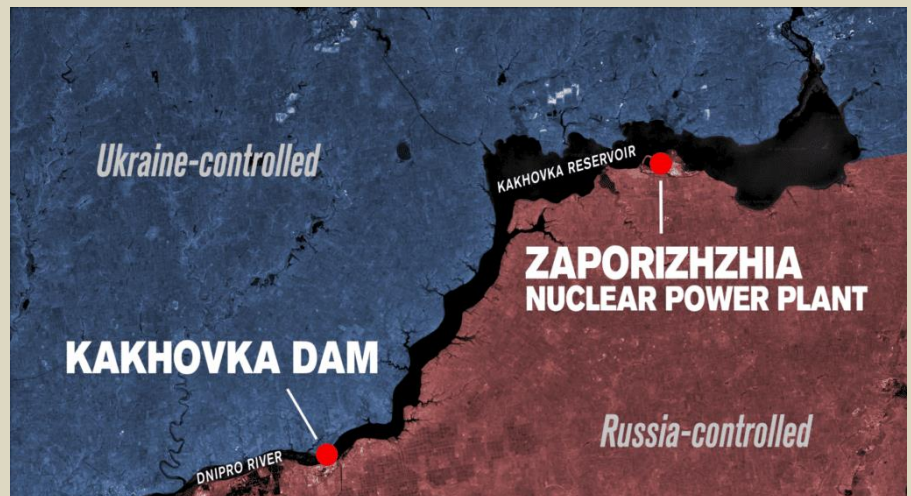 Ukraine-controlled
KAKHOVKA RESERVOIR
ZAPORIZHZHIA
NUCLEAR POWER PLANT
KAKHOVKA DAM
Russia-controlled
DNIPRO RIVER